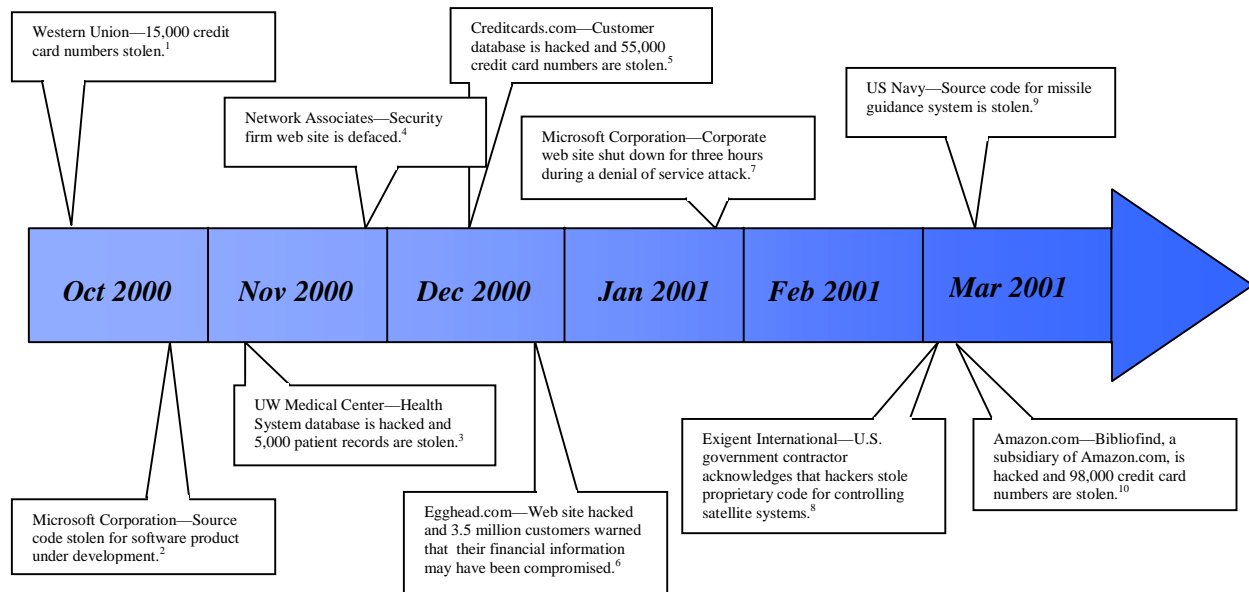 Western Union—15,000 credit
card numbers stolen.1
Creditcards.com—Customer
database is hacked and 55,000
credit card numbers are stolen.5
Network Associates—Security
firm web site is defaced.4
Microsoft Corporation—Corporate
web site shut down for three hours
during a denial of service attack.7
US Navy—Source code for missile
guidance system is stolen.9
Oct 2000
Nov 2000
Dec 2000
Jan 2001
Feb 2001
Mar 2001
UW Medical Center—Health
System database is hacked and
5,000 patient records are stolen.3
Microsoft Corporation—Source
code stolen for software product
under development.2
Egghead.com—Web site hacked
and 3.5 million customers warned
that their financial information
may have been compromised.6
Exigent International—U.S.
government contractor
acknowledges that hackers stole
proprietary code for controlling
satellite systems.8
Amazon.com—Bibliofind, a
subsidiary of Amazon.com, is
hacked and 98,000 credit card
numbers are stolen.10